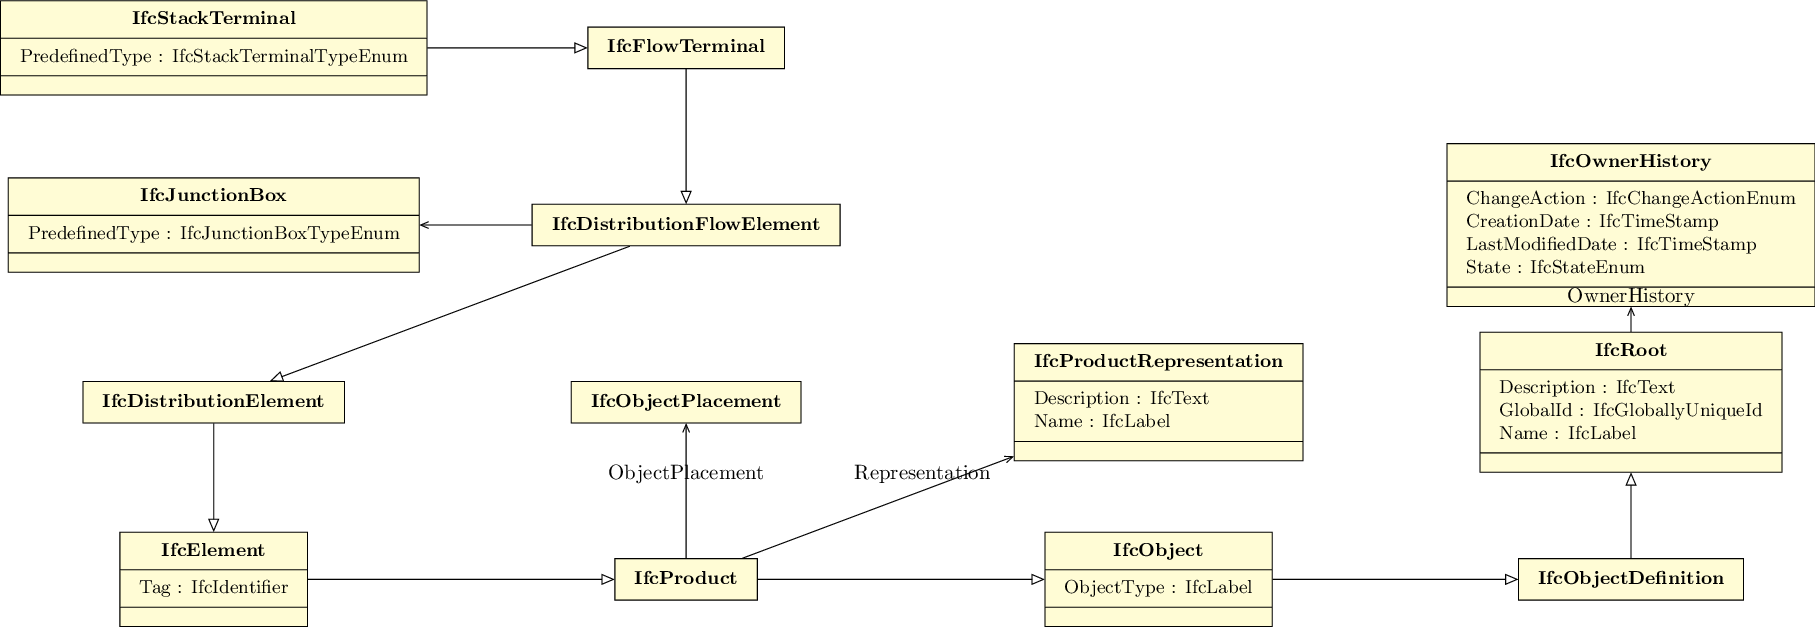 IfcStackTerminal
PredefinedType : IfcStackTerminalTypeEnum
IfcFlowTerminal
IfcJunctionBox
PredefinedType : IfcJunctionBoxTypeEnum
IfcDistributionFlowElement
IfcOwnerHistory
ChangeAction : IfcChangeActionEnum
CreationDate : IfcTimeStamp
LastModifiedDate : IfcTimeStamp
State : IfcStateEnum
OwnerHistory
IfcDistributionElement
IfcObjectPlacement
IfcProductRepresentation
Description : IfcText
Name : IfcLabel
IfcRoot
Description : IfcText
GlobalId : IfcGloballyUniqueId
Name : IfcLabel
ObjectPlacement
Representation
IfcElement
Tag : IfcIdentifier
IfcProduct
IfcObject
ObjectType : IfcLabel
IfcObjectDefinition